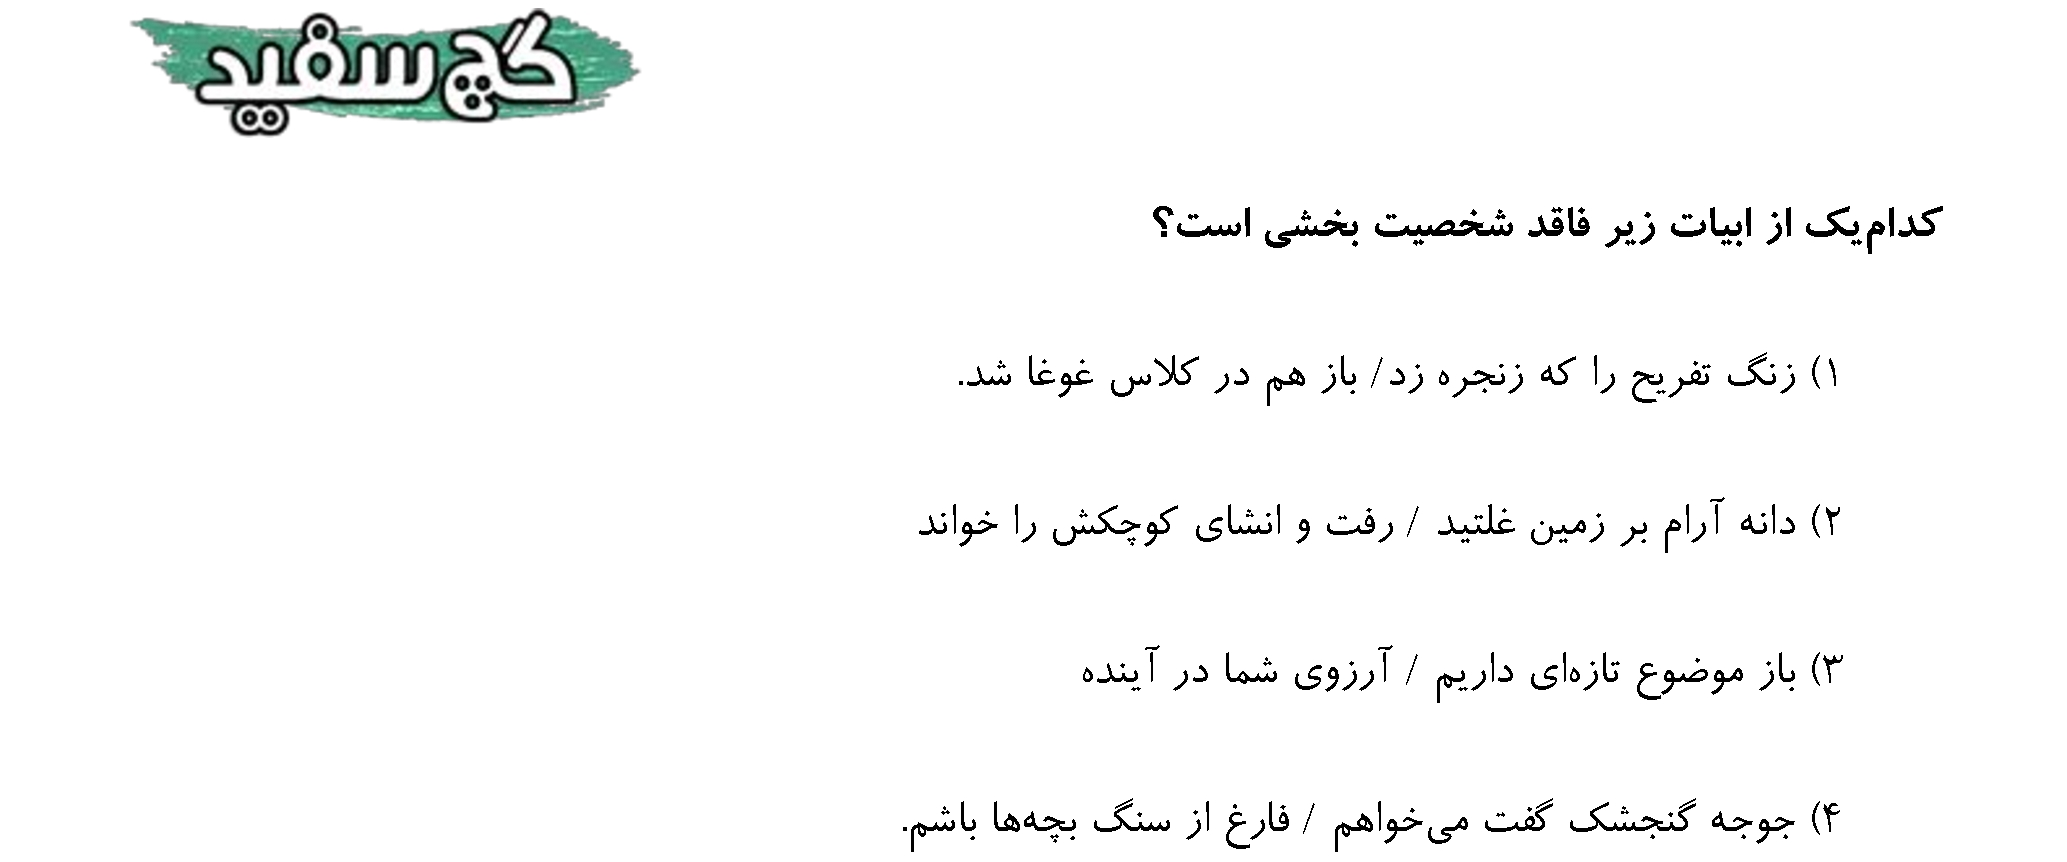 گچ سفید
کدام‌یک از ابیات زیر فاقد شخصیت بخشی است؟
۱) زنگ تفریح را که زنجره زد/ باز هم در کلاس غوغا شد.
۲) دانه آرام بر زمین غلتید / رفت و انشای کوچکش را خواند
۳) باز موضوع تازه‌ای داریم / آرزوی شما در آینده
۴) جوجه گنجشک گفت می‌خواهم / فارغ از سنگ بچه‌ها باشم.